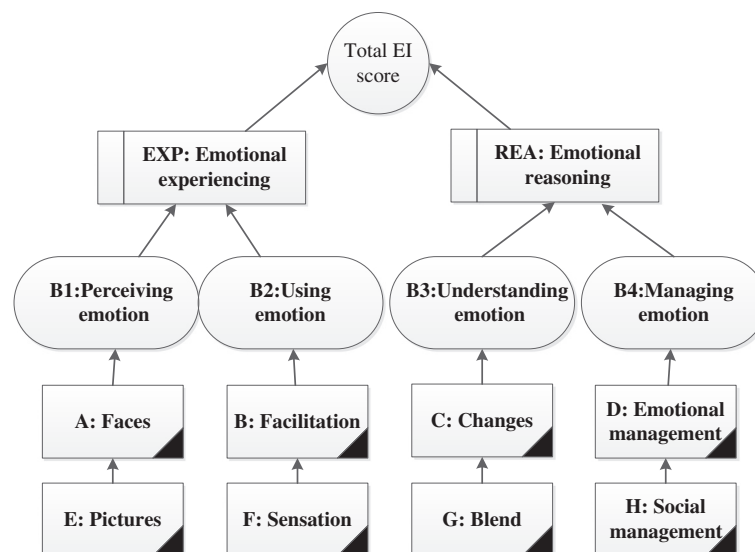 Total EI
score
EXP: Emotional
experiencing
REA: Emotional
reasoning
B1:Perceiving
emotion
B2:Using
emotion
B3:Understanding
emotion
B4:Managing
emotion
A: Faces
B: Facilitation
C: Changes
D: Emotional
management
E: Pictures
F: Sensation
G: Blend
H: Social
management